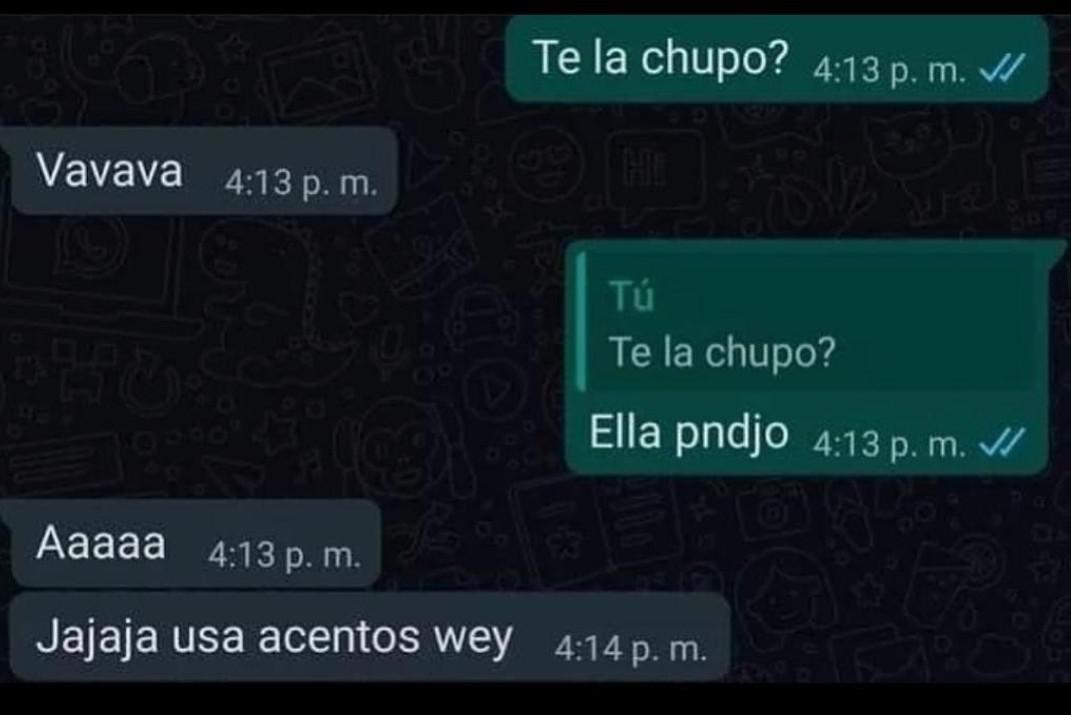 Te la chupo? 4:13 p. m.
Vavava 4:13 p. m.
Tú
Te la chupo?
Ella pndjo 4:13 p. m.
Aaaaa 4:13 p. m.
Jajaja usa acentos wey 4:14 p. m.